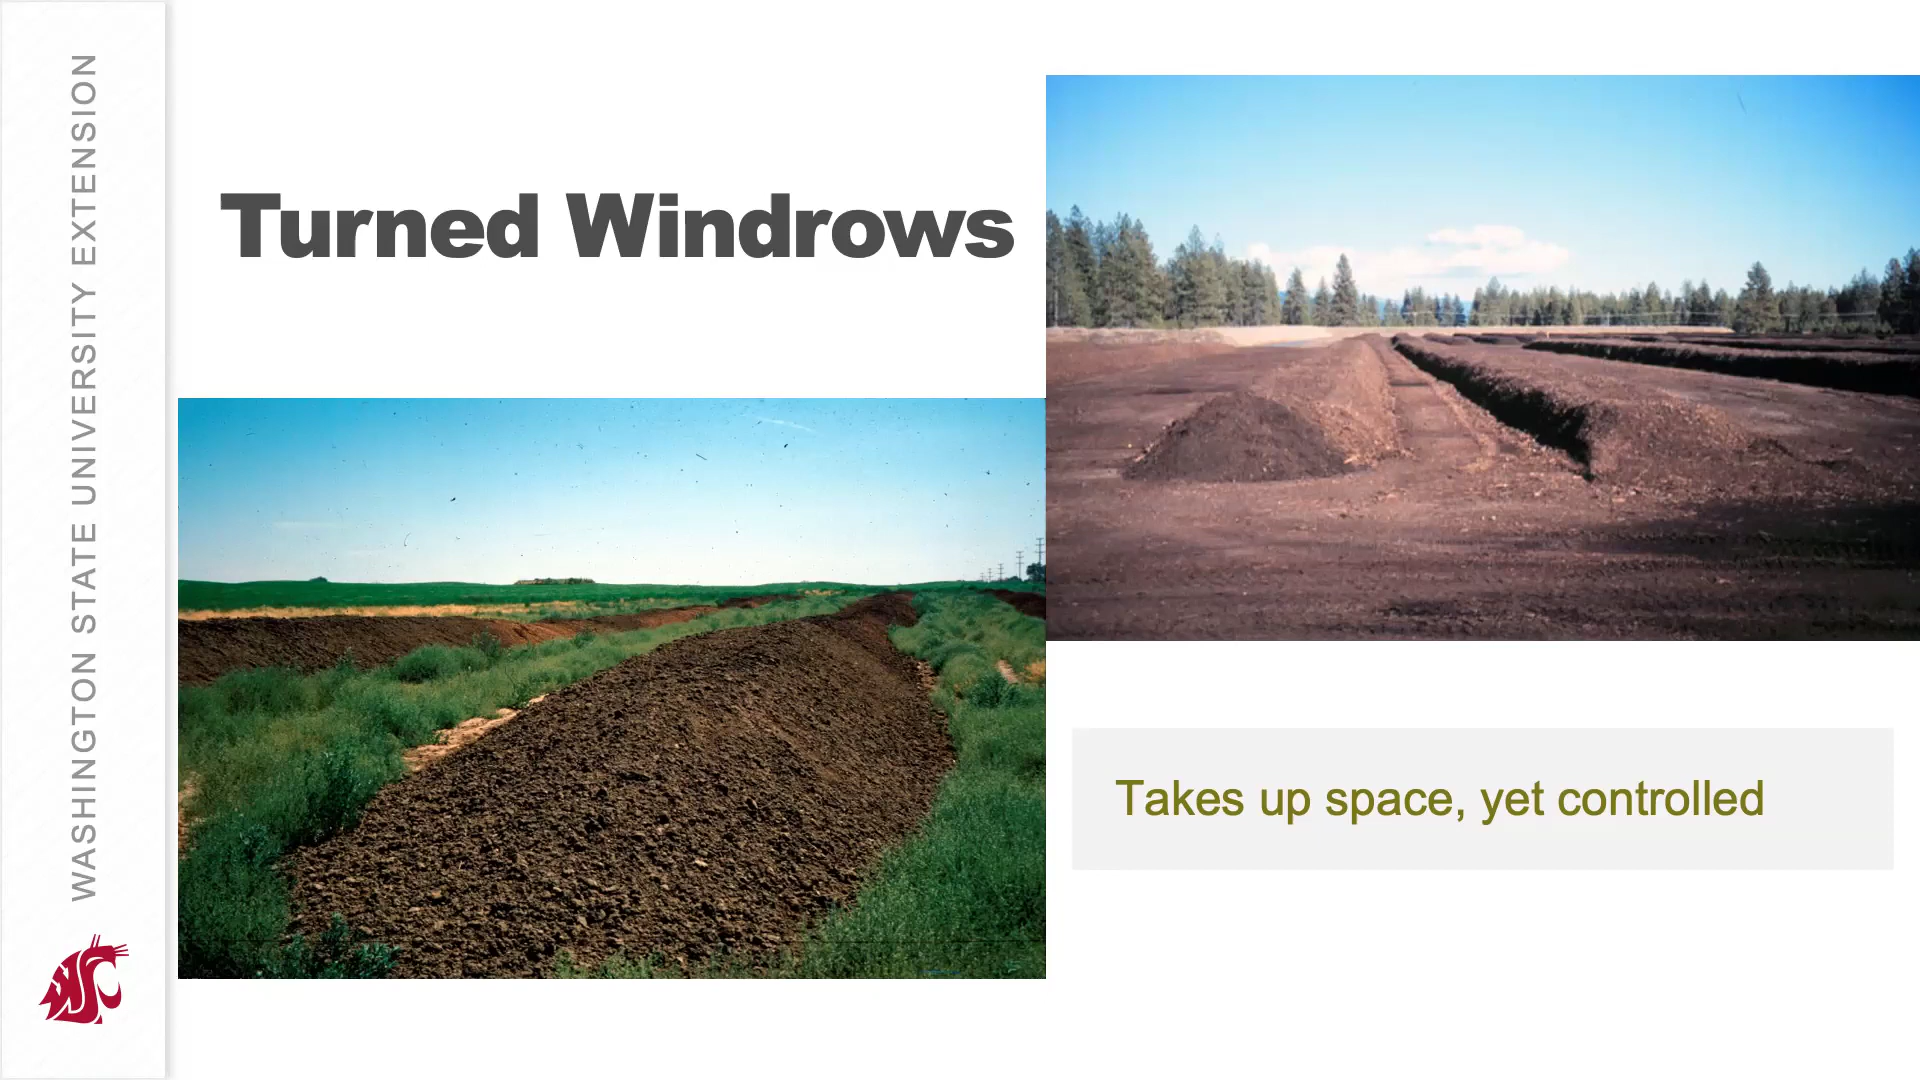 WASHINGTON STATE UNIVERSITY EXTENSION
Turned Windrows
Takes up space, yet controlled